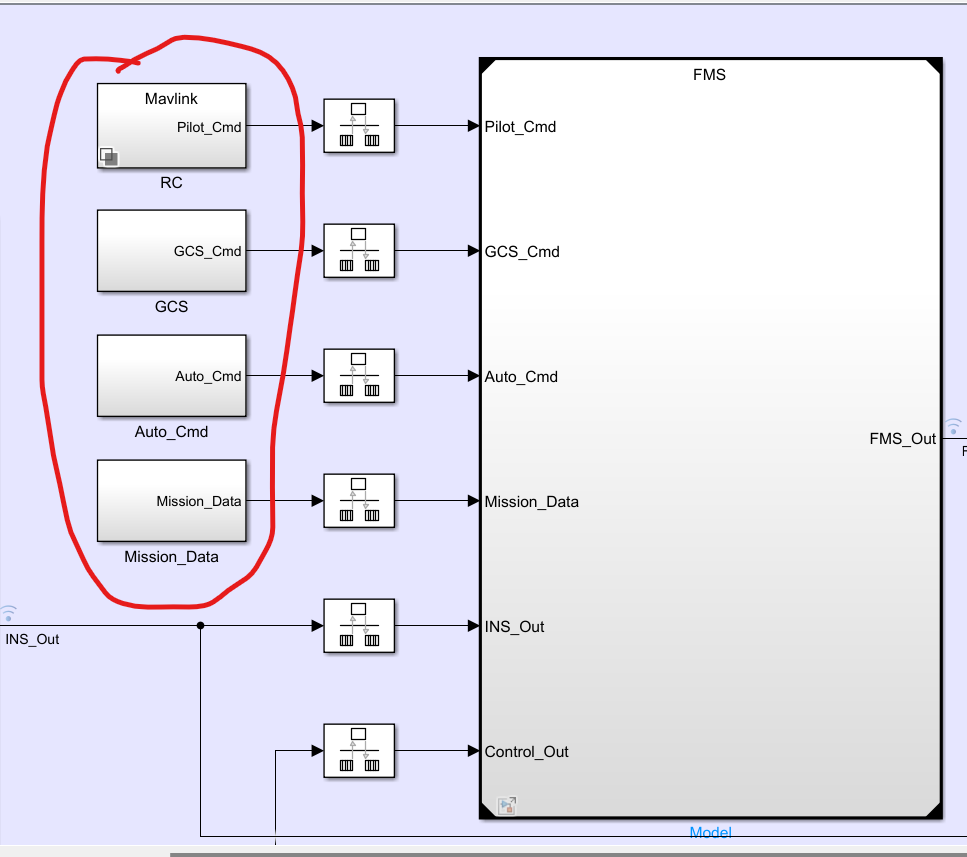 FMS
Mavlink
Pilot_Cmd
Pilot_Cmd
RC
GCS_Cmd
GCS_Cmd
GCS
Auto_Cmd
Auto_Cmd
Auto_Cmd
FMS_Out
Mission_Data
Mission_Data
Mission_Data
INS_Out
INS_Out
Control_Out
Model